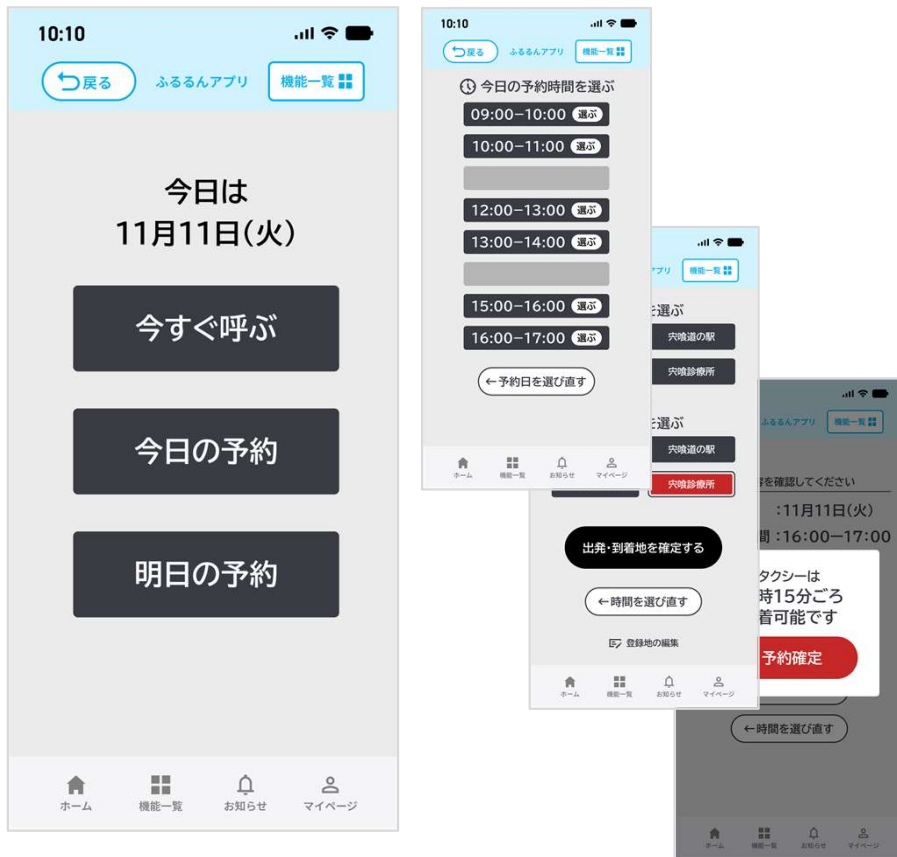 10:10
戻る
ふるるんアプリ
機能一覧
今日は
11月11日(火)
今すぐ呼ぶ
今日の予約
明日の予約
ホーム
機能一覧
お知らせ
マイページ
10:10
戻る
ふるるんアプリ
機能一覧
今日の予約時間を選ぶ
09:00−10:00 選ぶ
10:00−11:00 選ぶ
12:00−13:00 選ぶ
13:00−14:00 選ぶ
15:00−16:00 選ぶ
16:00−17:00 選ぶ
←予約日を選び直す
ホーム
機能一覧
お知らせ
マイページ
アプリ
機能一覧
を選ぶ
宍喰道の駅
宍喰診療所
を選ぶ
宍喰道の駅
宍喰診療所
出発・到着地を確定する
←時間を選び直す
登録地の編集
ホーム
機能一覧
お知らせ
マイページ
ふるるんアプリ
機能一覧
容を確認してください
:11月11日(火)
間:16:00−17:00
タクシーは
時15分ごろ
着可能です
予約確定
←時間を選び直す
ホーム
機能一覧
お知らせ
マイページ